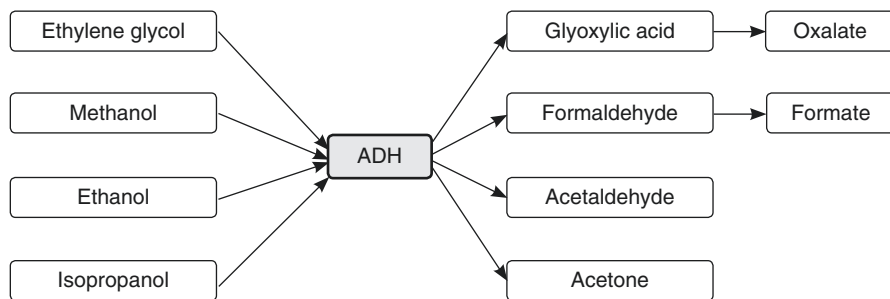 Ethylene glycol
Glyoxylic acid
Oxalate
Methanol
Formaldehyde
Formate
ADH
Ethanol
Acetaldehyde
Isopropanol
Acetone